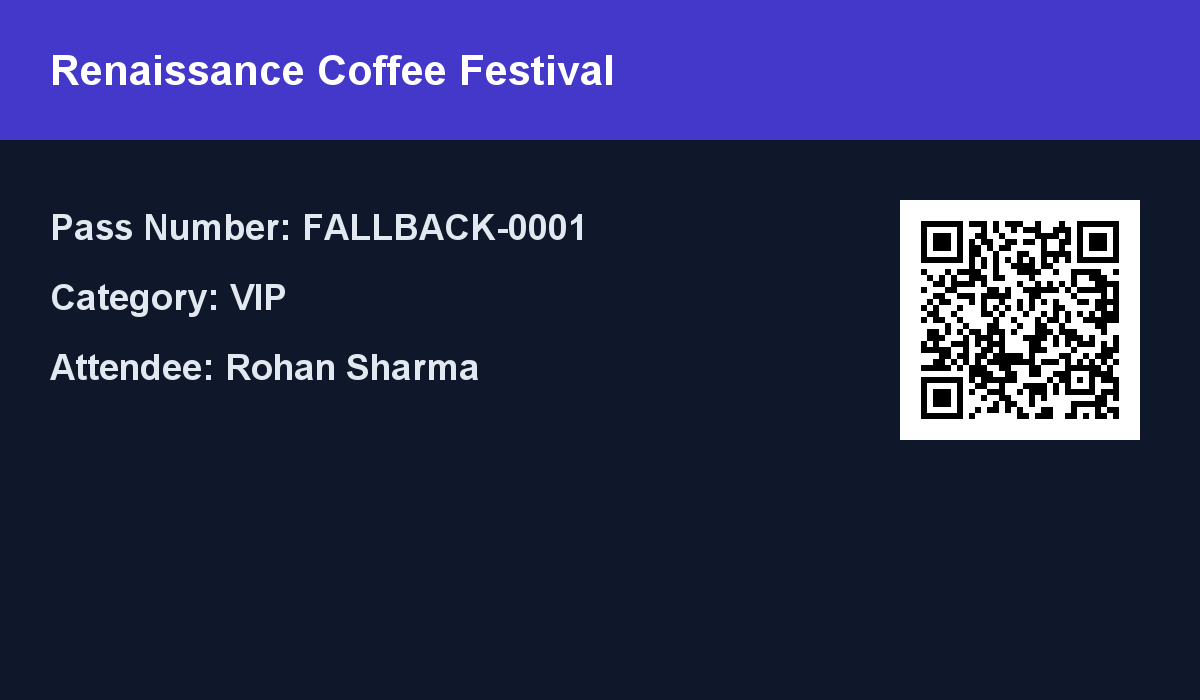 Renaissance Coffee Festival
Pass Number: FALLBACK-0001
Category: VIP
Attendee: Rohan Sharma